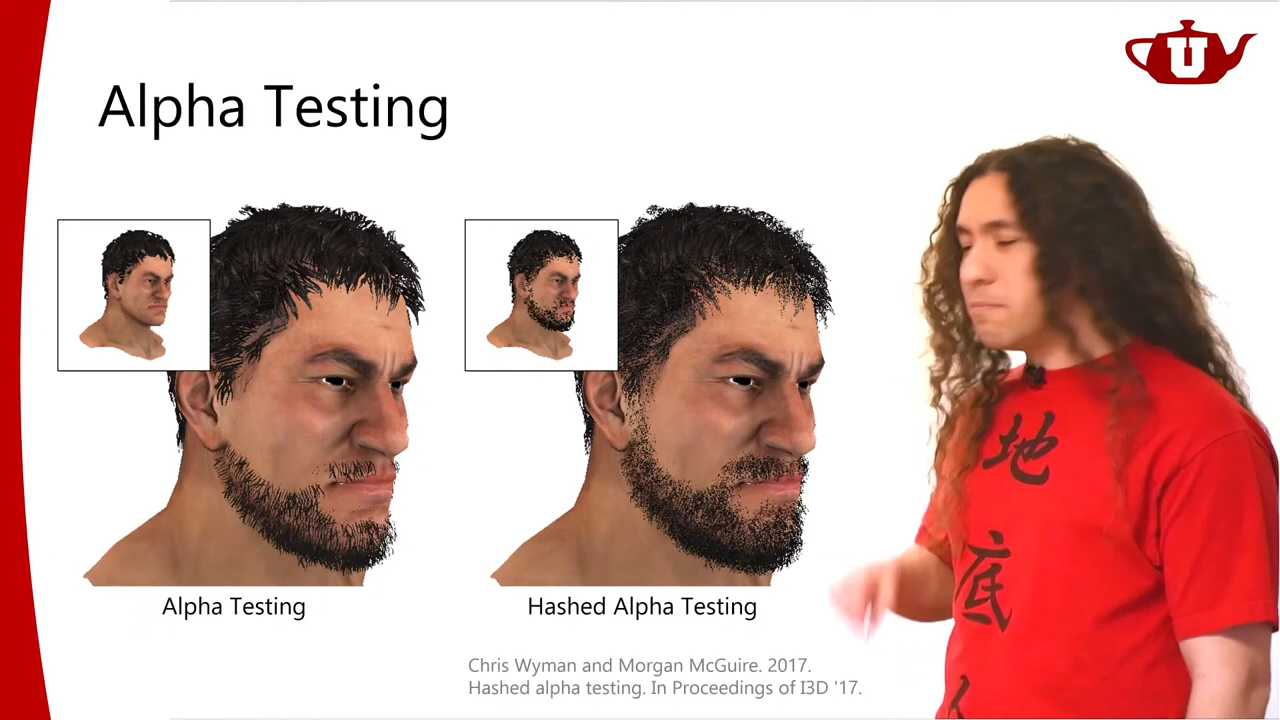 Alpha Testing
U
Alpha Testing
Hashed Alpha Testing
Chris Wyman and Morgan McGuire. 2017.
Hashed alpha testing. In Proceedings of I3D '17.
地
底
人